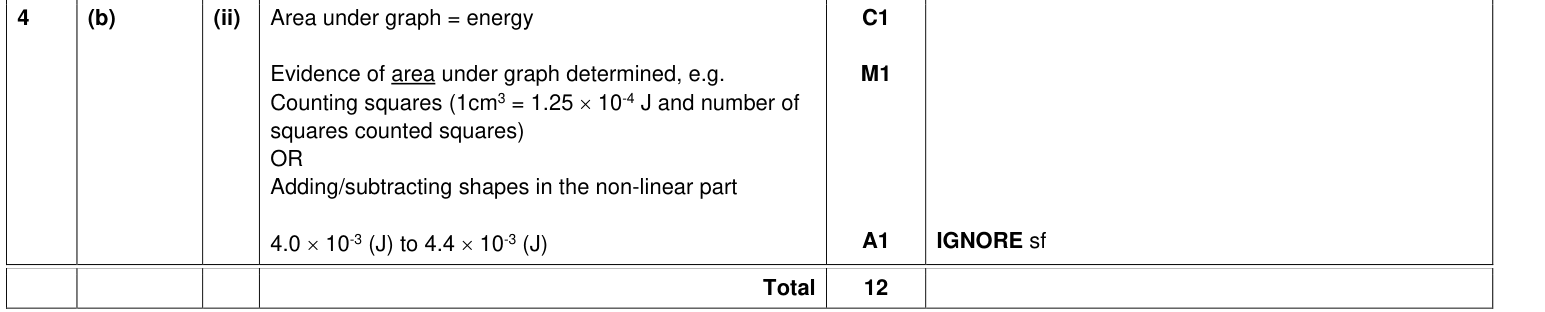 4 (b) (ii) Area under graph = energy C1
Evidence of area under graph determined, e.g. M1
Counting squares (1cm³ = 1.25 × 10⁻⁴ J and number of
squares counted squares)
OR
Adding/subtracting shapes in the non-linear part
4.0 × 10⁻³ (J) to 4.4 × 10⁻³ (J) A1 IGNORE sf
Total 12